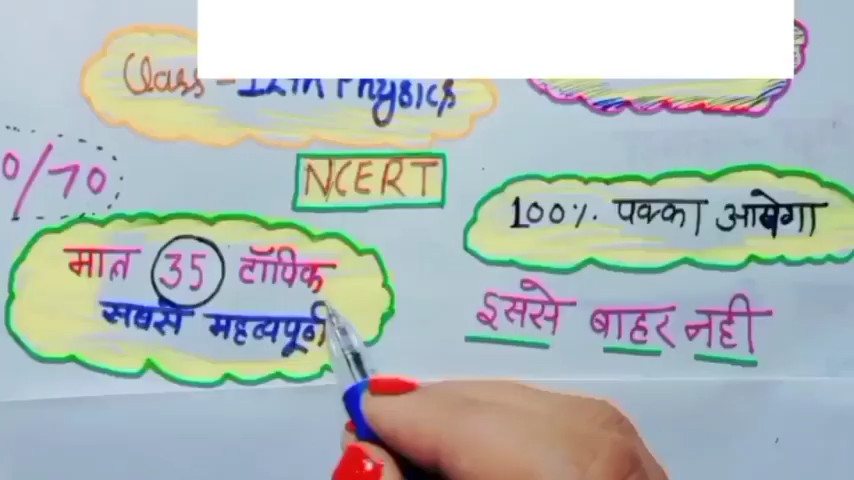 Class - 12th Physics
0/70
NCERT
100% पक्का आयेगा
मात्र 35 टॉपिक
सबसे महत्वपूर्ण
इससे बाहर नही